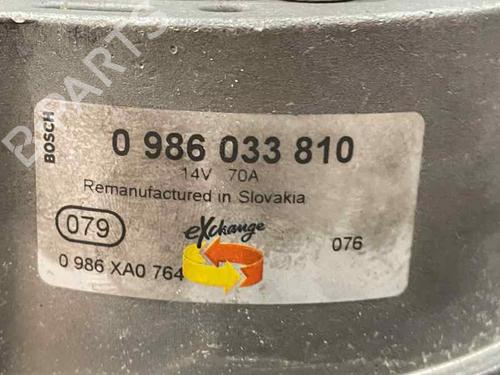 B-PARTS
BOSCH
0 986 033 810
14V 70A
Remanufactured in Slovakia
079
eXchange
076
0 986 XA0 764